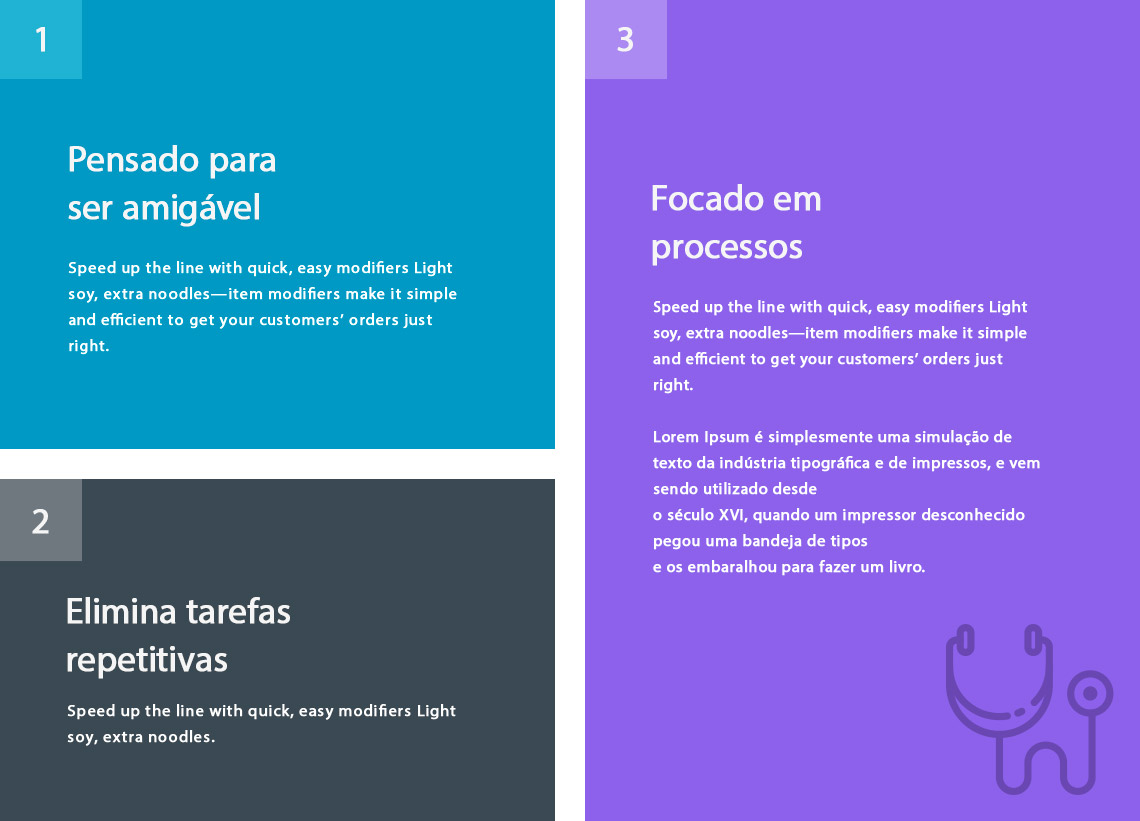 1
Pensado para
ser amigável
Speed up the line with quick, easy modifiers Light
soy, extra noodles—item modifiers make it simple
and efficient to get your customers’ orders just
right.
2
Elimina tarefas
repetitivas
Speed up the line with quick, easy modifiers Light
soy, extra noodles.
3
Focado em
processos
Speed up the line with quick, easy modifiers Light
soy, extra noodles—item modifiers make it simple
and efficient to get your customers’ orders just
right.
Lorem Ipsum é simplesmente uma simulação de
texto da indústria tipográfica e de impressos, e vem
sendo utilizado desde
o século XVI, quando um impressor desconhecido
pegou uma bandeja de tipos
e os embaralhou para fazer um livro.